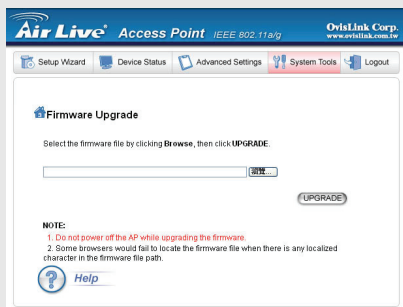 Air Live® Access Point IEEE 802.11a/g
OvisLink Corp.
www.ovislink.com.tw
Setup Wizard Device Status Advanced Settings System Tools Logout
Firmware Upgrade
Select the firmware file by clicking Browse, then click UPGRADE.
瀏覽...
UPGRADE
NOTE:
1. Do not power off the AP while upgrading the firmware.
2. Some browsers would fail to locate the firmware file when there is any localized
character in the firmware file path.
? Help